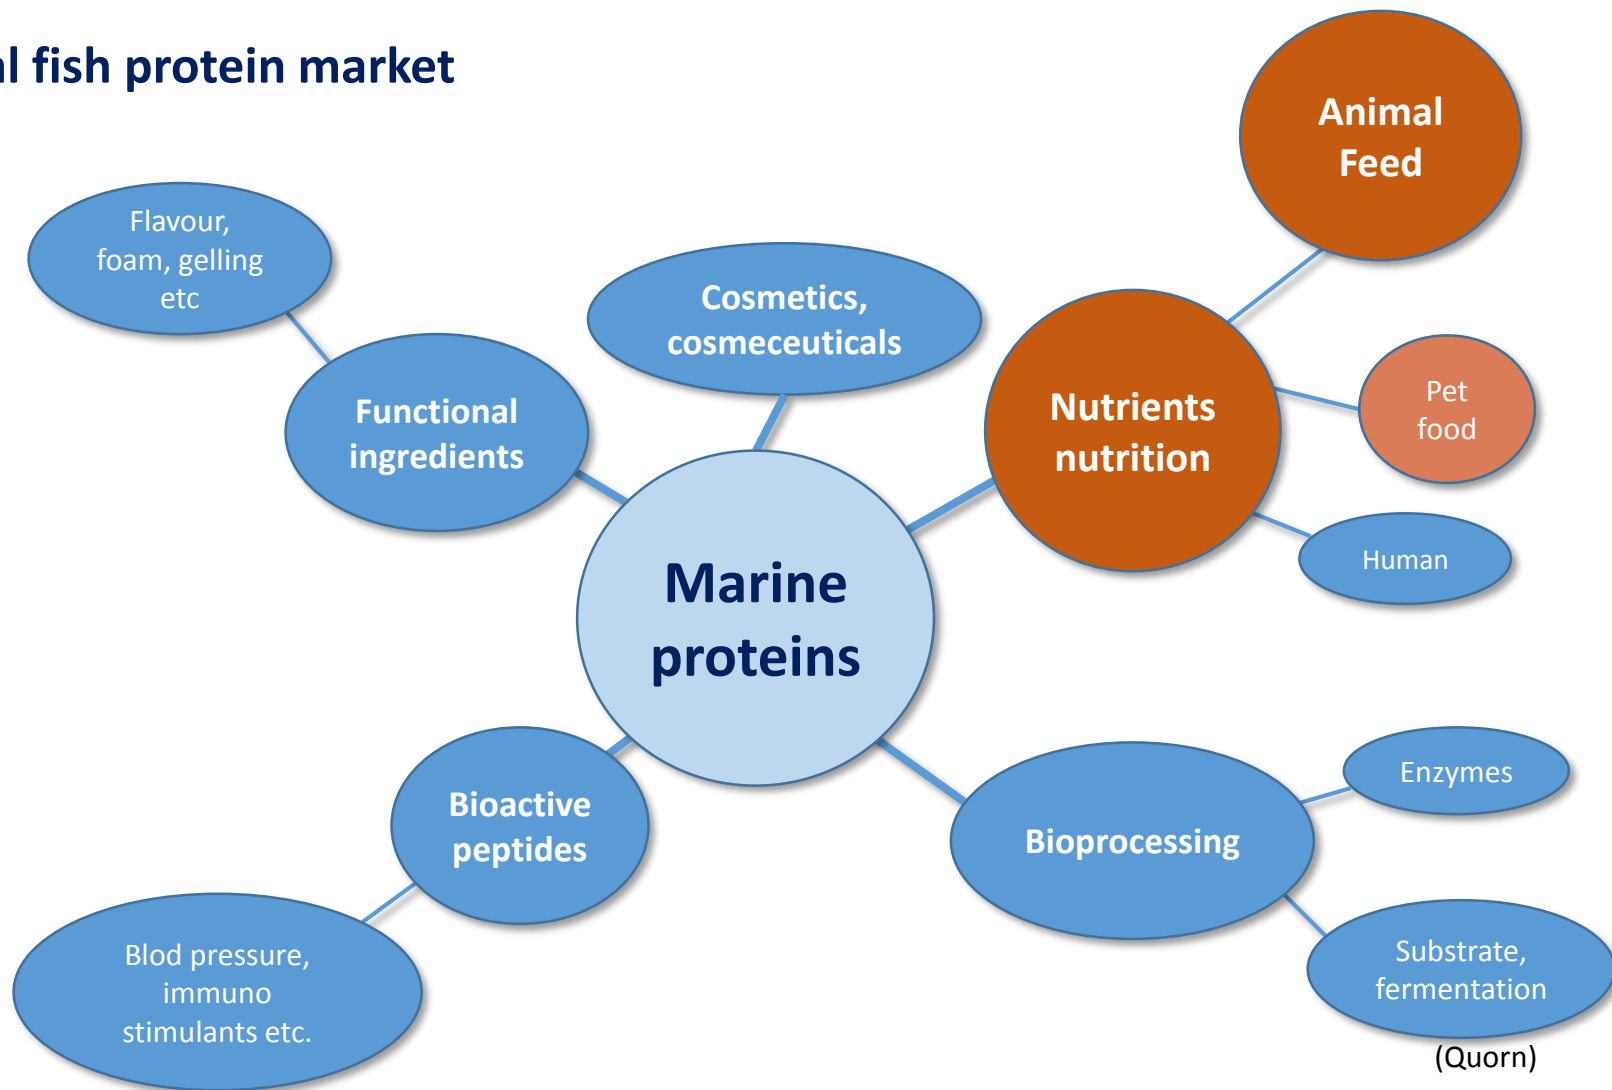 al fish protein market
Animal
Feed
Flavour,
foam, gelling
etc
Cosmetics,
cosmeceuticals
Functional
ingredients
Nutrients
nutrition
Pet
food
Human
Marine
proteins
Bioactive
peptides
Bioprocessing
Enzymes
Blod pressure,
immuno
stimulants etc.
Substrate,
fermentation
(Quorn)